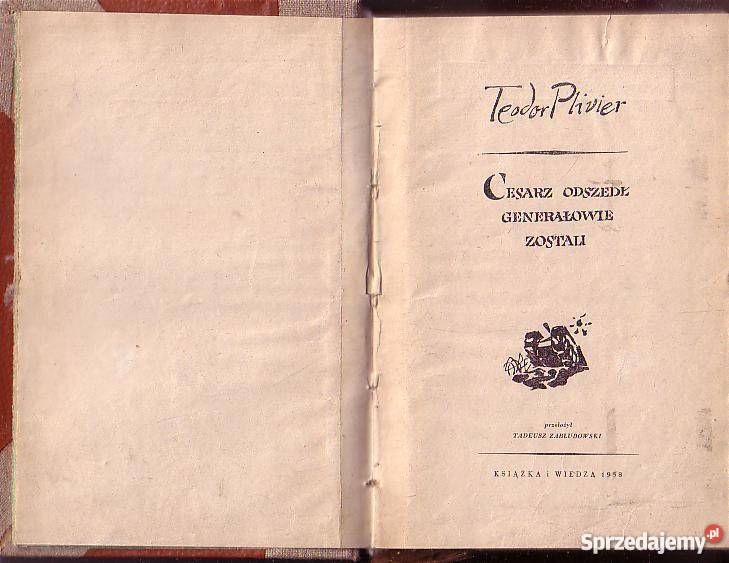 Teodor Plivier
CESARZ ODSZEDŁ
GENERAŁOWIE
ZOSTALI
przełożył
TADEUSZ ZABŁUDOWSKI
KSIĄŻKA i WIEDZA 1958
Sprzedajemy.pl